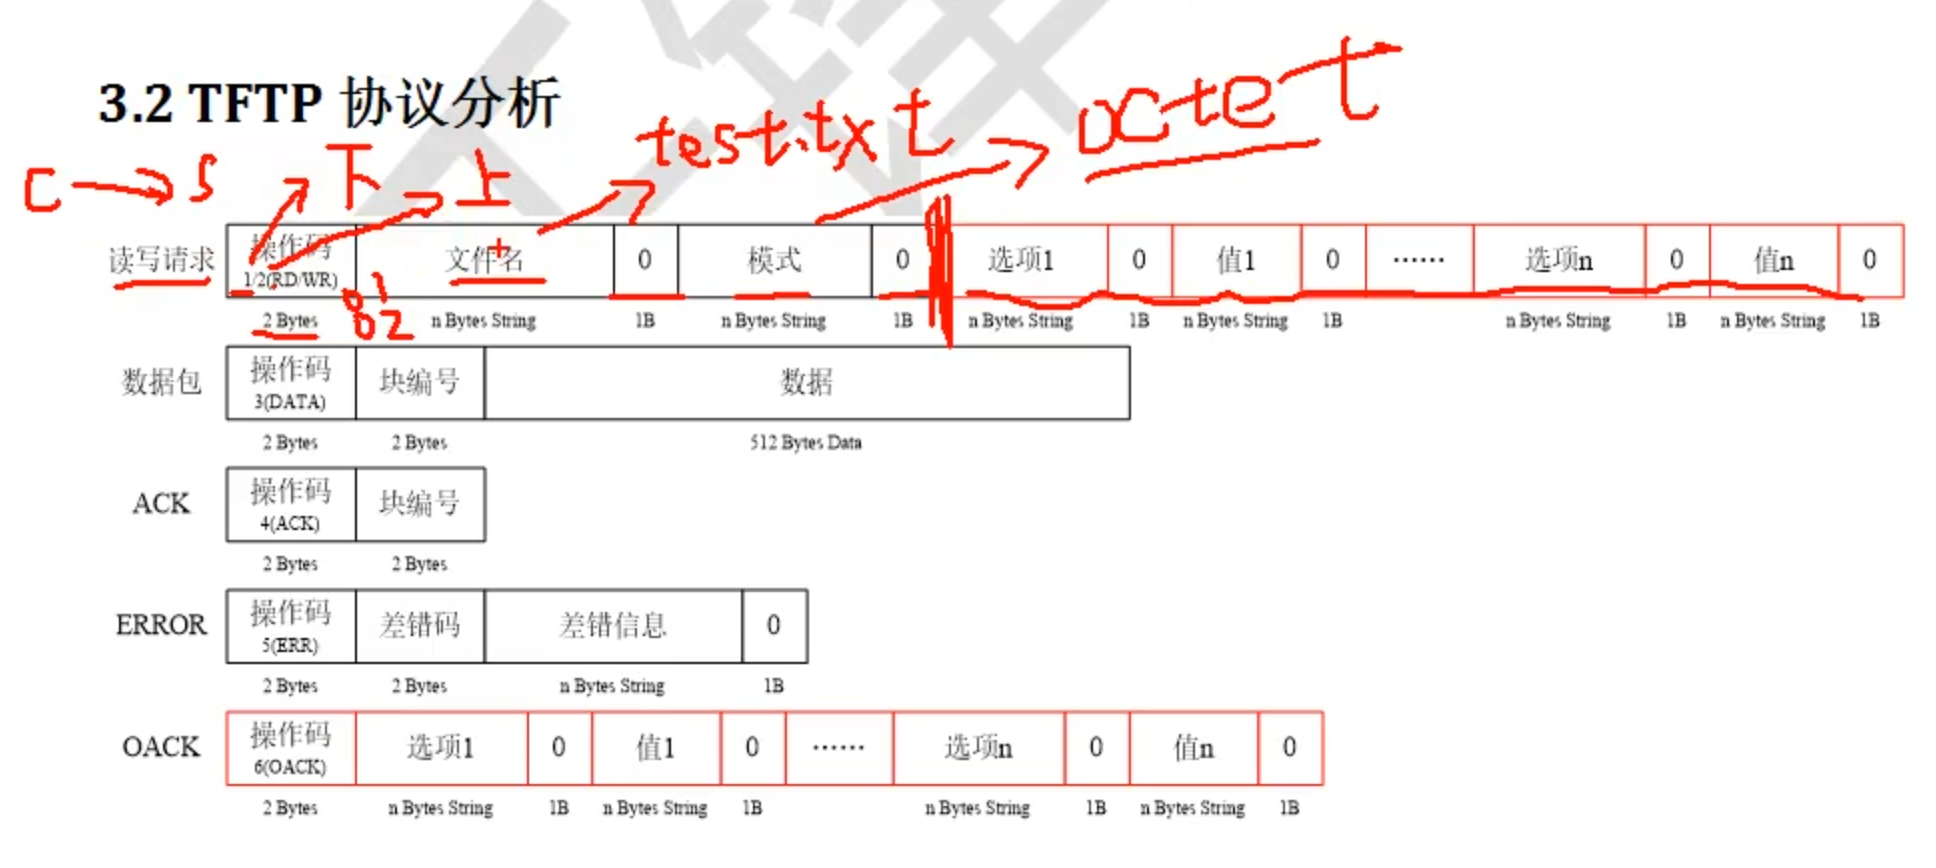 3.2 TFTP 协议分析
C → S 下 上 test.txt octet
读写请求 操作码 1/2(RD/WR) 文件名 0 模式 0 选项1 0 值1 0 …… 选项n 0 值n 0
2 Bytes n Bytes String 1B n Bytes String 1B n Bytes String 1B n Bytes String 1B n Bytes String 1B n Bytes String 1B
数据包 操作码 3(DATA) 块编号 数据
2 Bytes 2 Bytes 512 Bytes Data
ACK 操作码 4(ACK) 块编号
2 Bytes 2 Bytes
ERROR 操作码 5(ERR) 差错码 差错信息 0
2 Bytes 2 Bytes n Bytes String 1B
OACK 操作码 6(OACK) 选项1 0 值1 0 …… 选项n 0 值n 0
2 Bytes n Bytes String 1B n Bytes String 1B n Bytes String 1B n Bytes String 1B